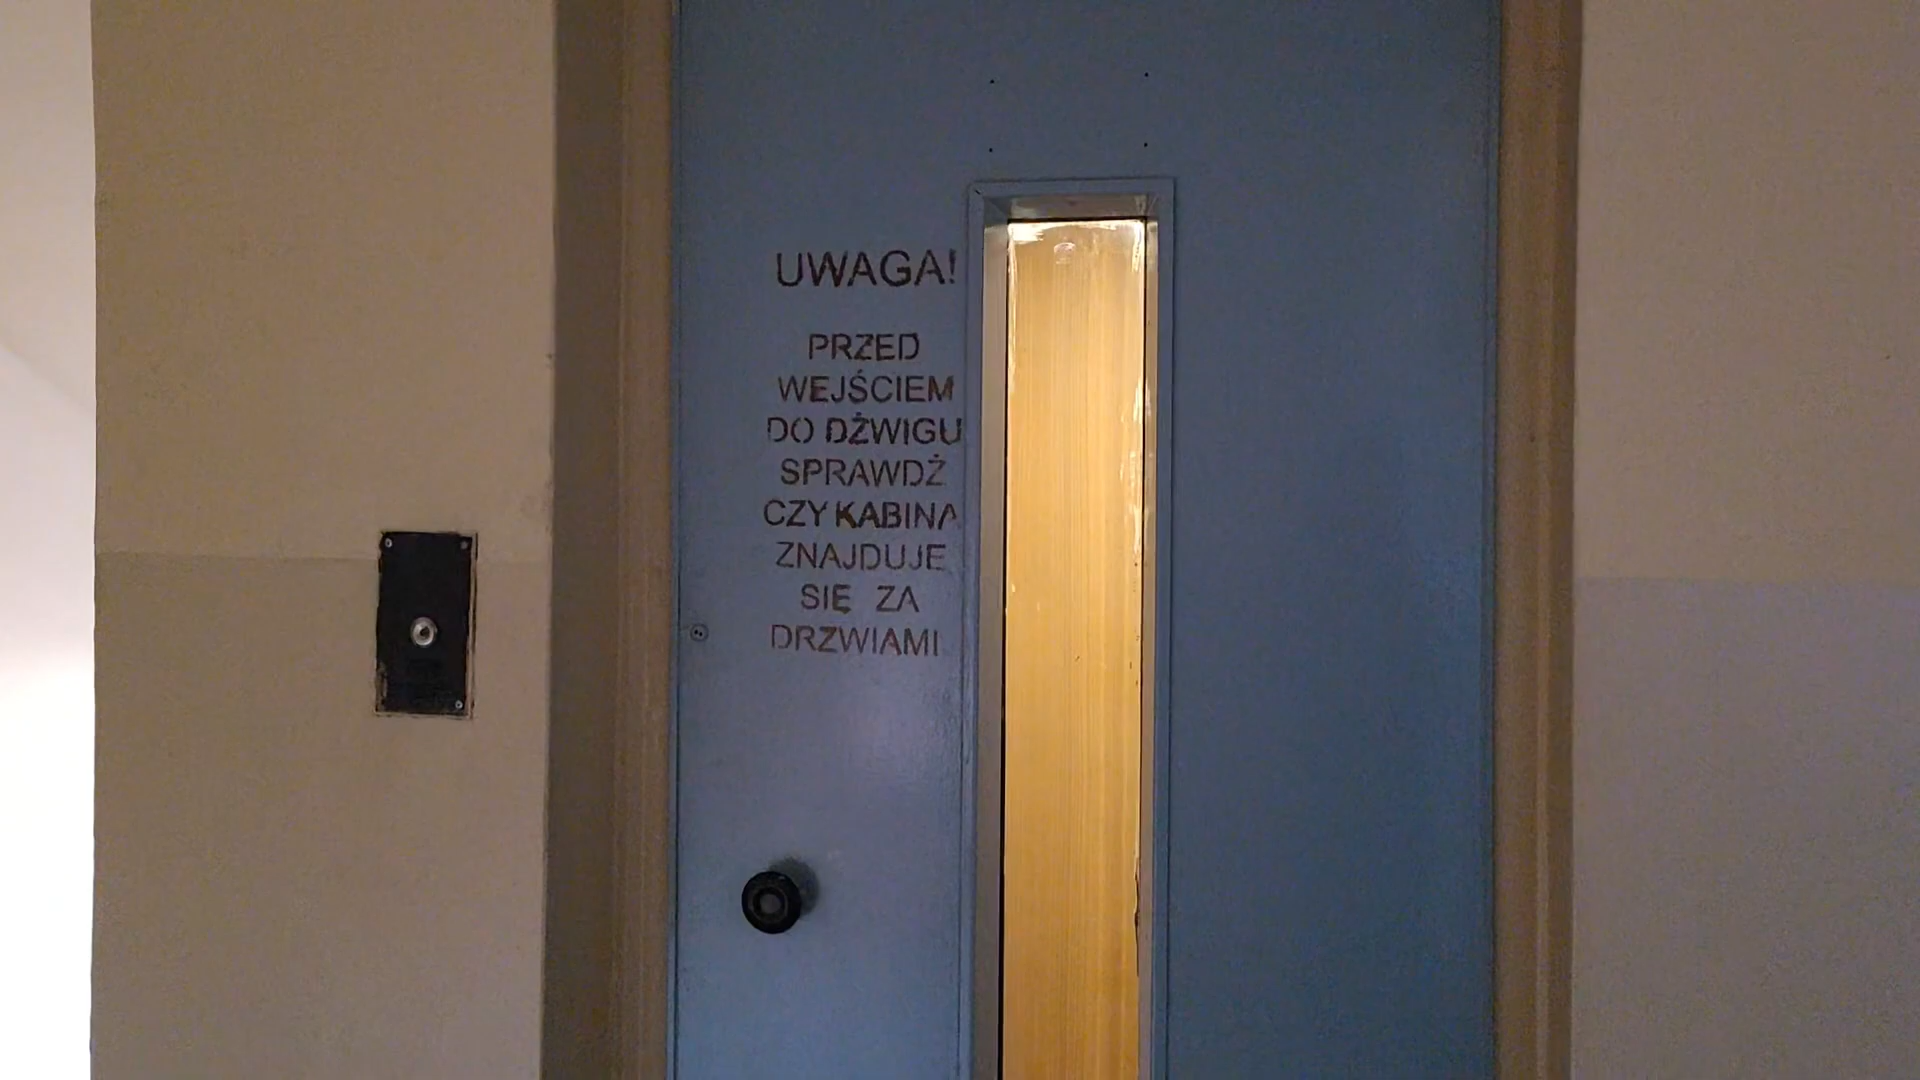 UWAGA!
PRZED
WEJŚCIEM
DO DŹWIGU
SPRAWDŹ
CZY KABINA
ZNAJDUJE
SIĘ ZA
DRZWIAMI